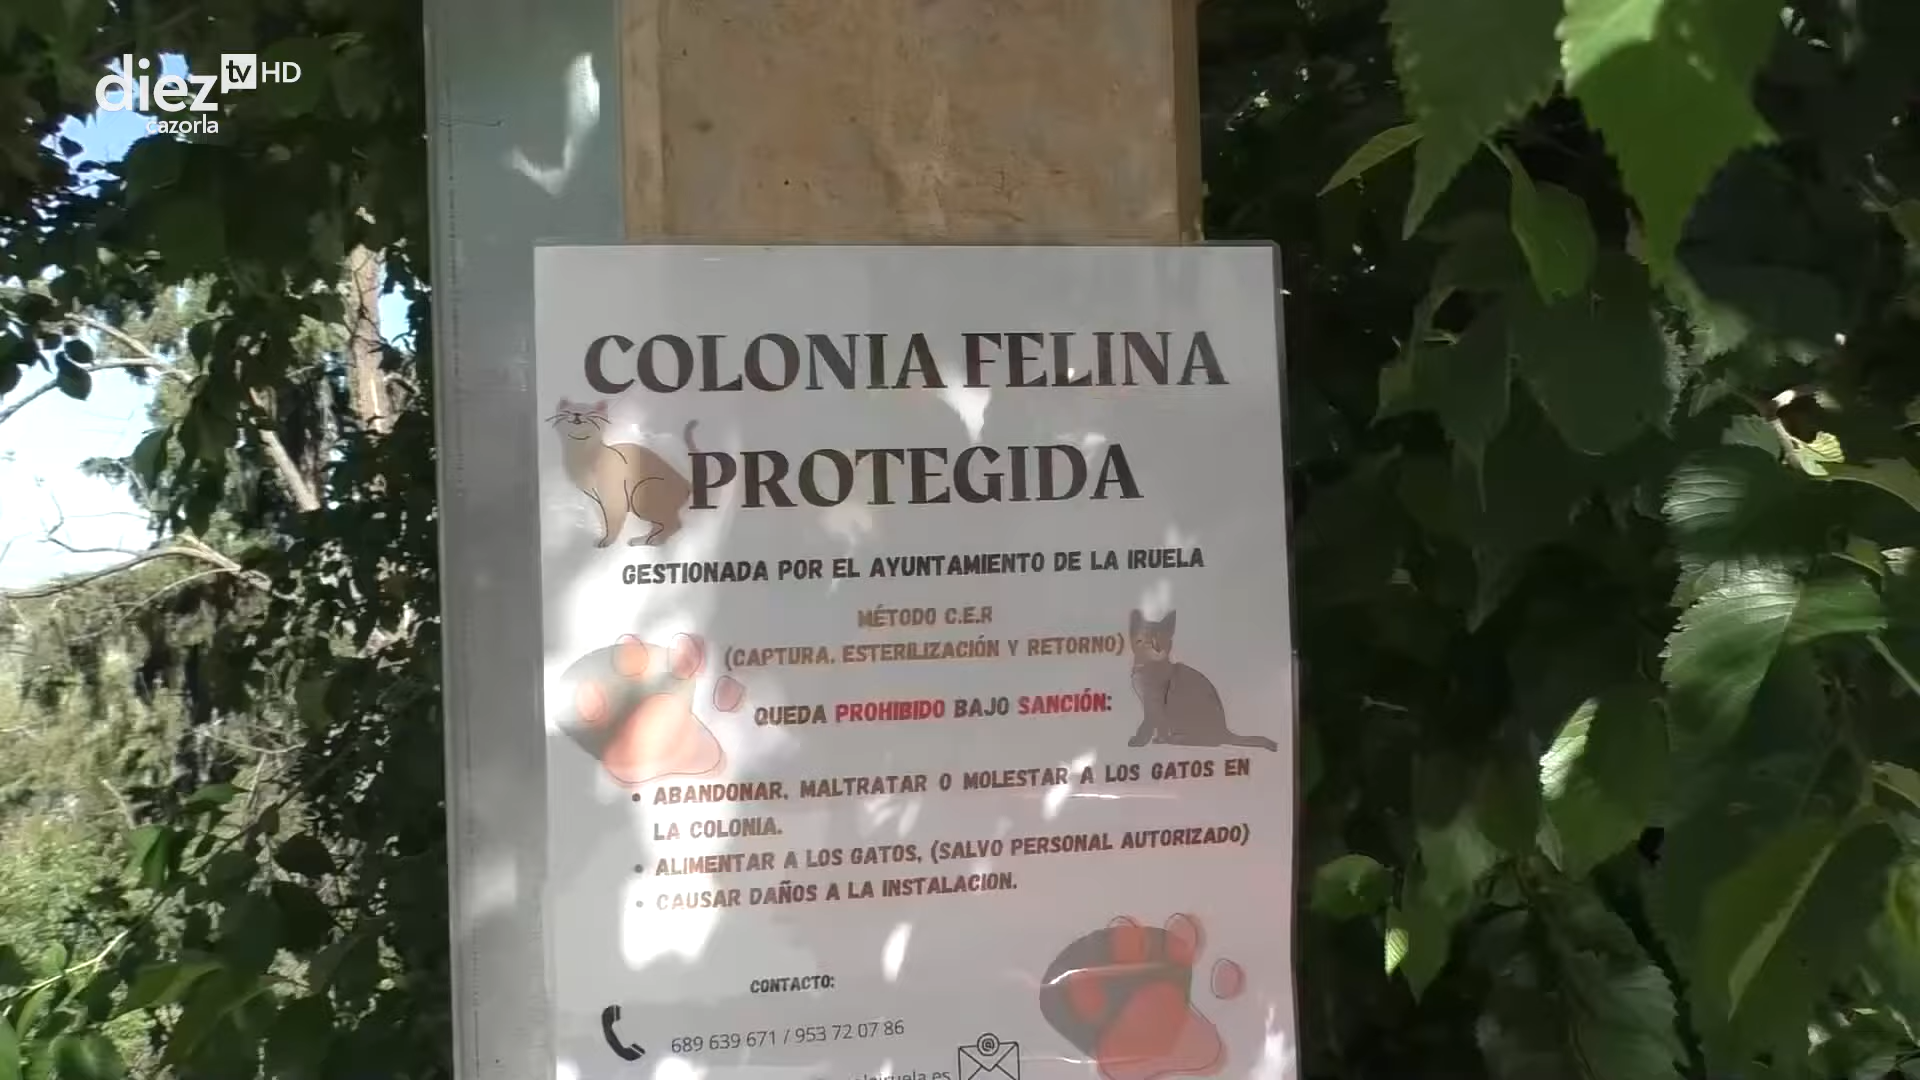 diez tv HD
cazorla
COLONIA FELINA
PROTEGIDA
GESTIONADA POR EL AYUNTAMIENTO DE LA IRUELA
MÉTODO C.E.R
(CAPTURA, ESTERILIZACIÓN Y RETORNO)
QUEDA PROHIBIDO BAJO SANCIÓN:
• ABANDONAR, MALTRATAR O MOLESTAR A LOS GATOS EN
LA COLONIA.
• ALIMENTAR A LOS GATOS, (SALVO PERSONAL AUTORIZADO)
• CAUSAR DAÑOS A LA INSTALACION.
CONTACTO:
689 639 671 / 953 72 07 86